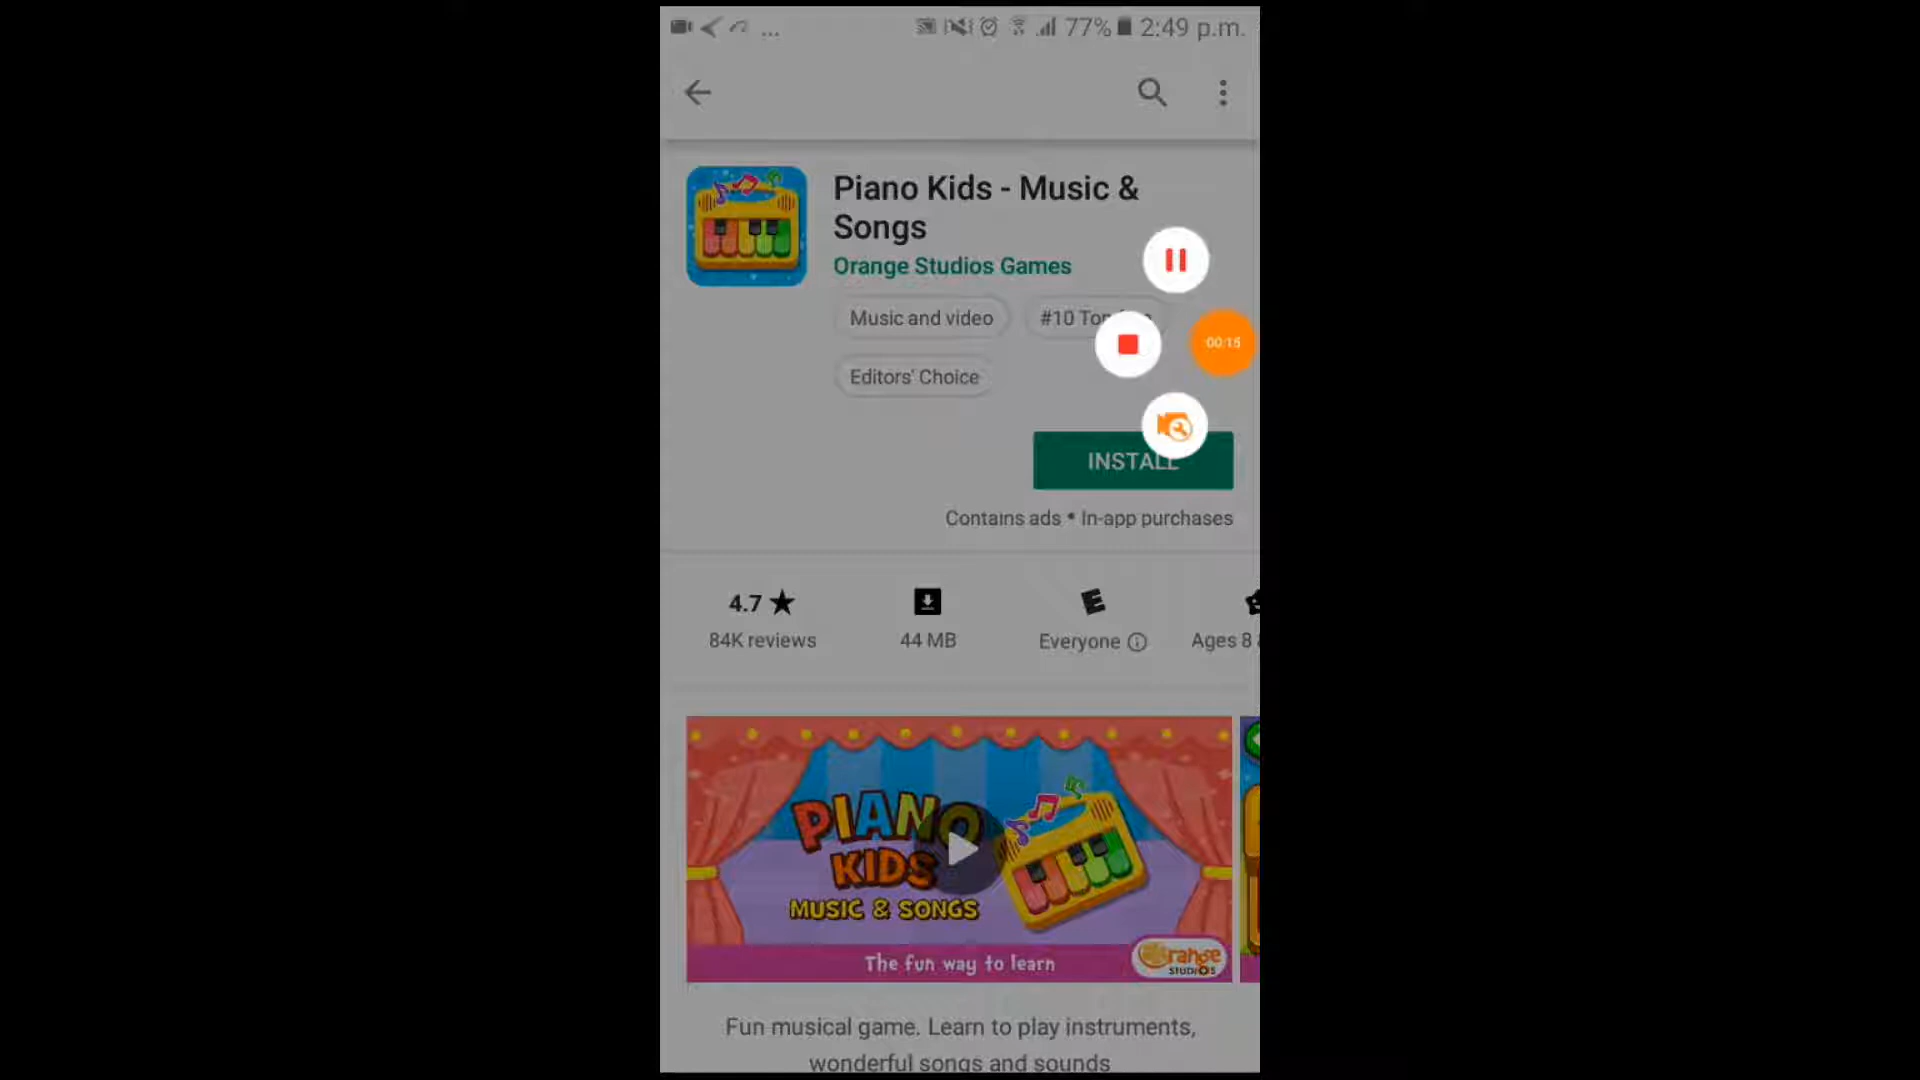 ... 77% 2:49 p.m.
Piano Kids - Music &
Songs
Orange Studios Games
Music and video #10
Editors' Choice
00:15
INSTALL
Contains ads • In-app purchases
4.7 ★
84K reviews 44 MB Everyone Ages 8
PIANO
KIDS
MUSIC & SONGS
The fun way to learn
Orange
STUDIOS
Fun musical game. Learn to play instruments,
wonderful songs and sounds